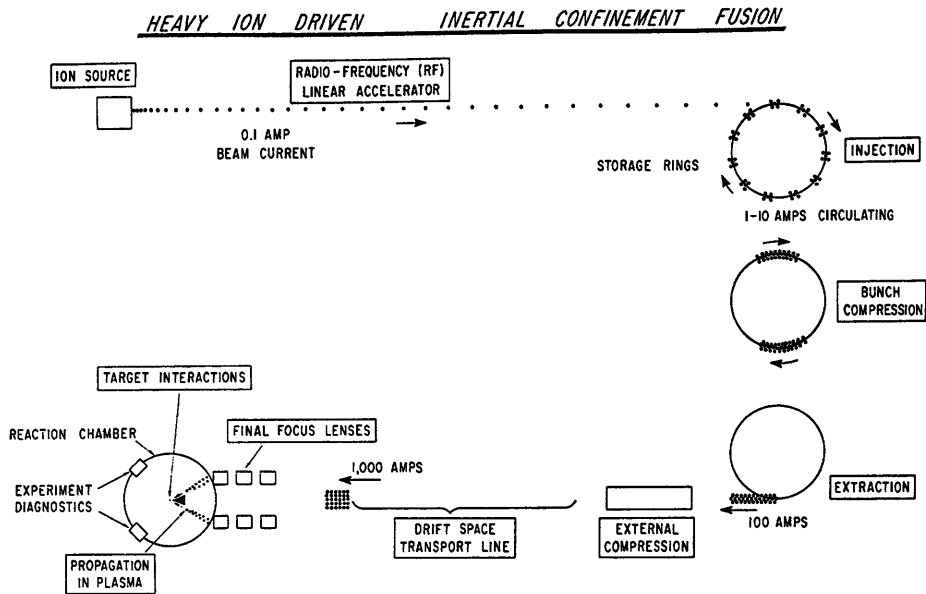 HEAVY ION DRIVEN INERTIAL CONFINEMENT FUSION
ION SOURCE
RADIO-FREQUENCY (RF)
LINEAR ACCELERATOR
0.1 AMP
BEAM CURRENT
STORAGE RINGS
INJECTION
1-10 AMPS CIRCULATING
BUNCH
COMPRESSION
TARGET INTERACTIONS
REACTION CHAMBER
FINAL FOCUS LENSES
1,000 AMPS
EXPERIMENT
DIAGNOSTICS
EXTRACTION
100 AMPS
DRIFT SPACE
TRANSPORT LINE
EXTERNAL
COMPRESSION
PROPAGATION
IN PLASMA